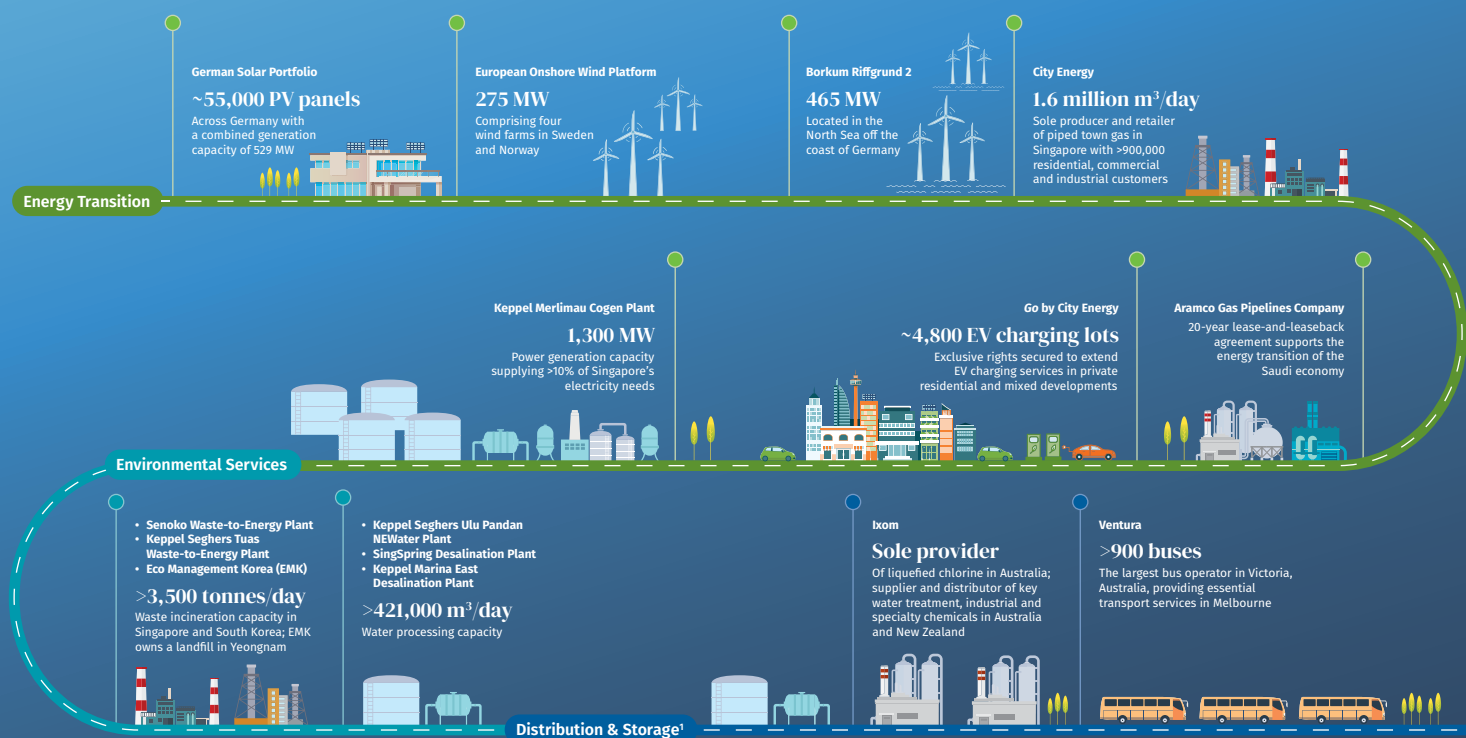 German Solar Portfolio
~55,000 PV panels
Across Germany with
a combined generation
capacity of 529 MW
European Onshore Wind Platform
275 MW
Comprising four
wind farms in Sweden
and Norway
Borkum Riffgrund 2
465 MW
Located in the
North Sea off the
coast of Germany
City Energy
1.6 million m³/day
Sole producer and retailer
of piped town gas in
Singapore with >900,000
residential, commercial
and industrial customers
Energy Transition
Keppel Merlimau Cogen Plant
1,300 MW
Power generation capacity
supplying >10% of Singapore's
electricity needs
Go by City Energy
~4,800 EV charging lots
Exclusive rights secured to extend
EV charging services in private
residential and mixed developments
Aramco Gas Pipelines Company
20-year lease-and-leaseback
agreement supports the
energy transition of the
Saudi economy
Environmental Services
• Senoko Waste-to-Energy Plant
• Keppel Seghers Tuas
Waste-to-Energy Plant
• Eco Management Korea (EMK)
>3,500 tonnes/day
Waste incineration capacity in
Singapore and South Korea; EMK
owns a landfill in Yeongnam
• Keppel Seghers Ulu Pandan
NEWater Plant
• SingSpring Desalination Plant
• Keppel Marina East
Desalination Plant
>421,000 m³/day
Water processing capacity
Ixom
Sole provider
Of liquefied chlorine in Australia;
supplier and distributor of key
water treatment, industrial and
specialty chemicals in Australia
and New Zealand
Ventura
>900 buses
The largest bus operator in Victoria,
Australia, providing essential
transport services in Melbourne
Distribution & Storage¹